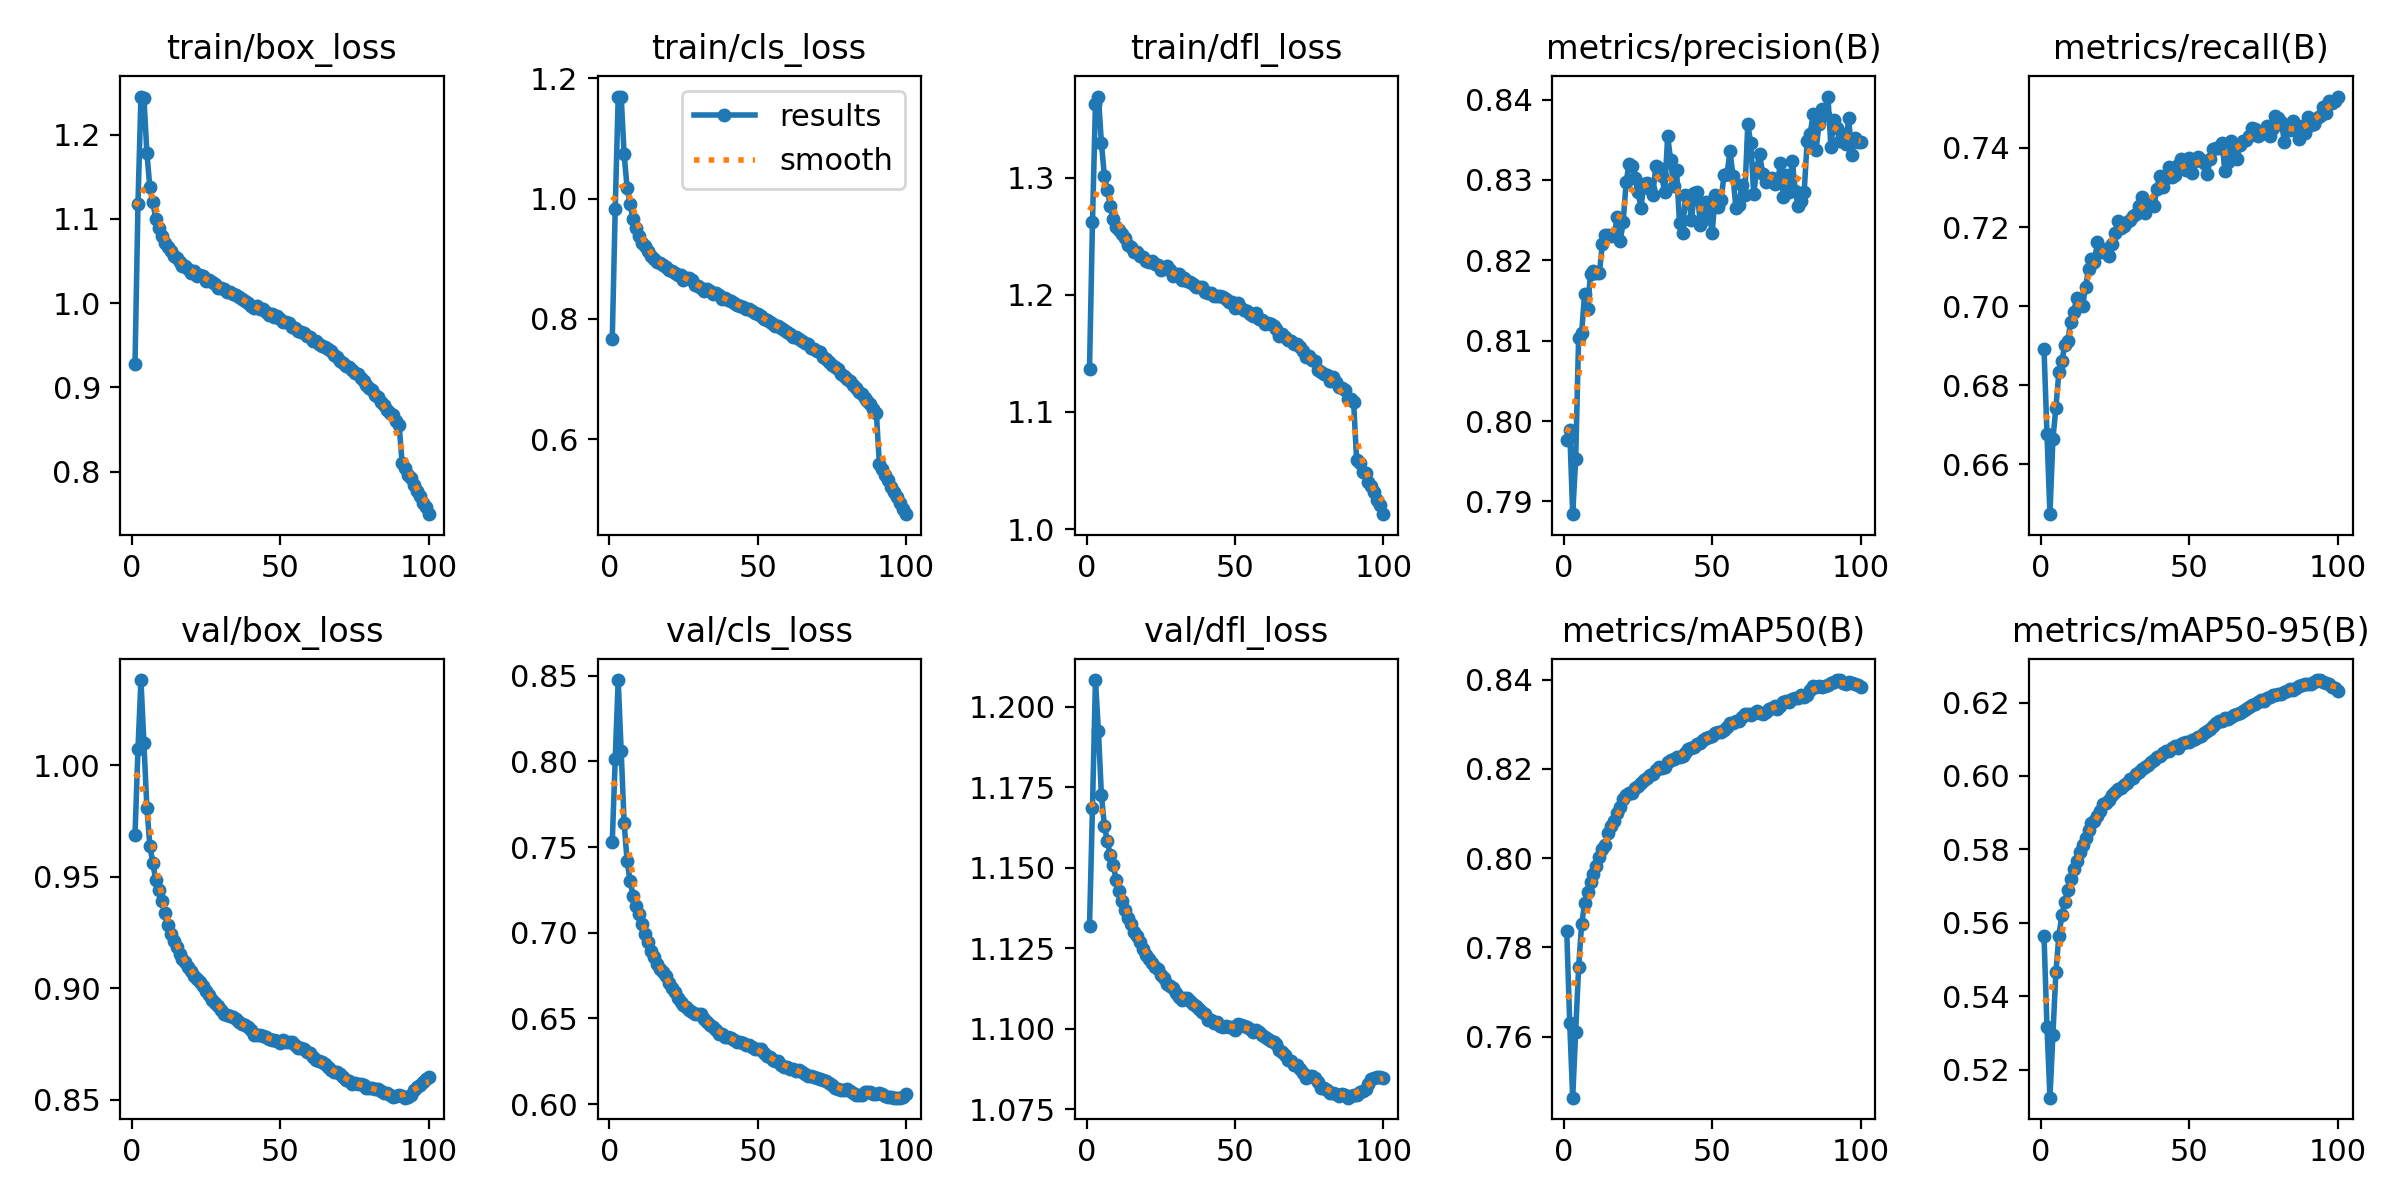 train/box_loss
1.2
1.1
1.0
0.9
0.8
0 50 100
train/cls_loss
results
smooth
1.2
1.0
0.8
0.6
0 50 100
train/dfl_loss
1.3
1.2
1.1
1.0
0 50 100
metrics/precision(B)
0.84
0.83
0.82
0.81
0.80
0.79
0 50 100
metrics/recall(B)
0.74
0.72
0.70
0.68
0.66
0 50 100
val/box_loss
1.00
0.95
0.90
0.85
0 50 100
val/cls_loss
0.85
0.80
0.75
0.70
0.65
0.60
0 50 100
val/dfl_loss
1.200
1.175
1.150
1.125
1.100
1.075
0 50 100
metrics/mAP50(B)
0.84
0.82
0.80
0.78
0.76
0 50 100
metrics/mAP50-95(B)
0.62
0.60
0.58
0.56
0.54
0.52
0 50 100